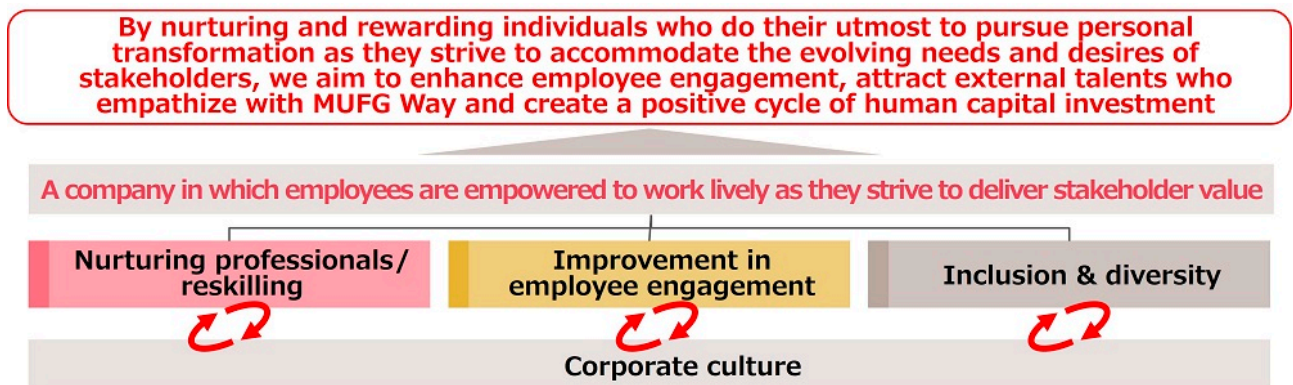 By nurturing and rewarding individuals who do their utmost to pursue personal
transformation as they strive to accommodate the evolving needs and desires of
stakeholders, we aim to enhance employee engagement, attract external talents who
empathize with MUFG Way and create a positive cycle of human capital investment
A company in which employees are empowered to work lively as they strive to deliver stakeholder value
Nurturing professionals/
reskilling
Improvement in
employee engagement
Inclusion & diversity
Corporate culture